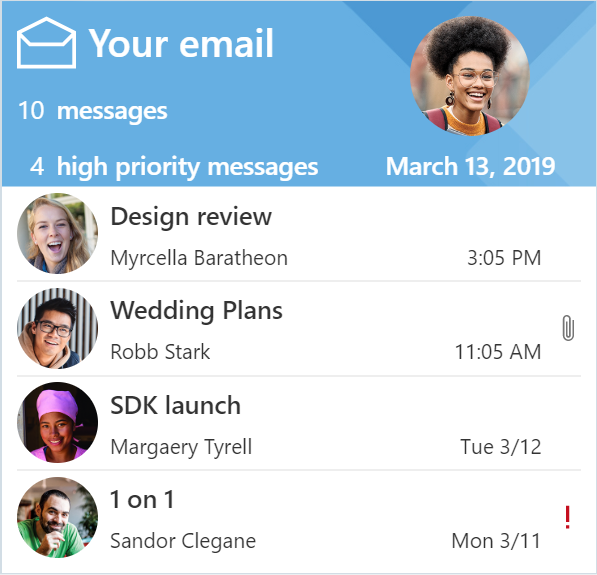 Your email
10 messages
4 high priority messages March 13, 2019
Design review
Myrcella Baratheon 3:05 PM
Wedding Plans
Robb Stark 11:05 AM
SDK launch
Margaery Tyrell Tue 3/12
1 on 1
Sandor Clegane Mon 3/11